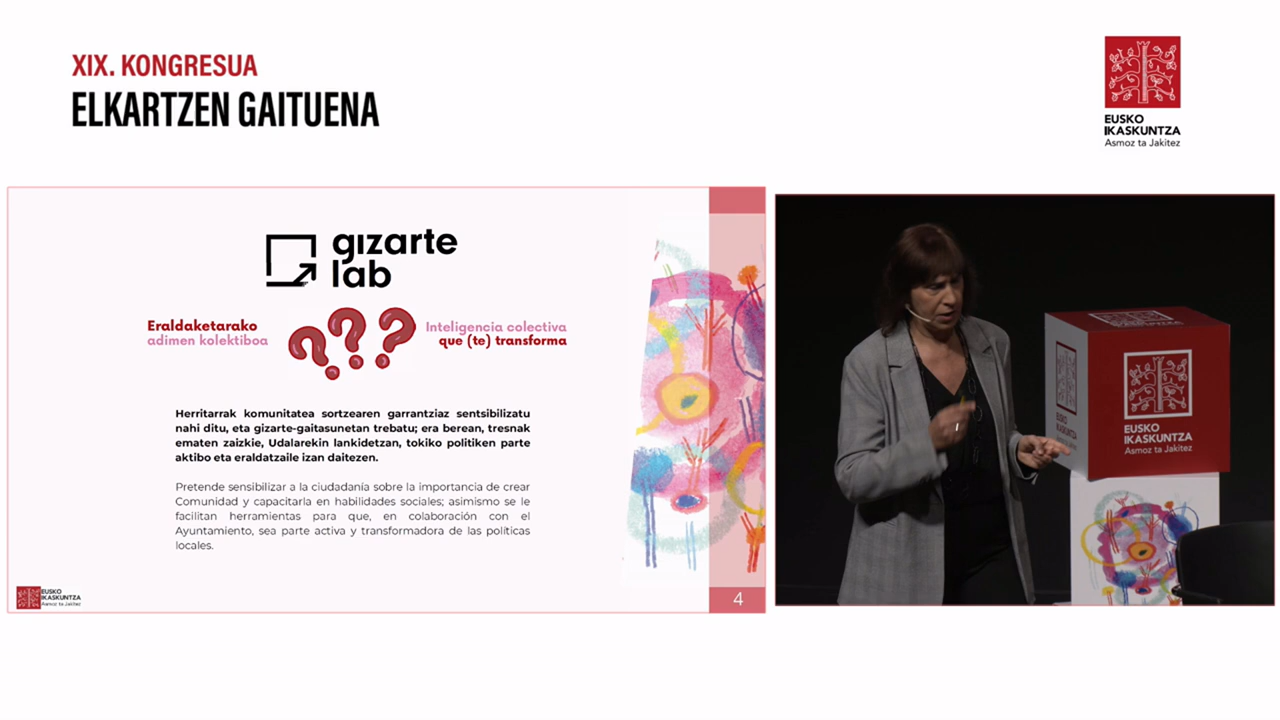 XIX. KONGRESUA
ELKARTZEN GAITUENA
EUSKO
IKASKUNTZA
Asmoz ta Jakitez
gizarte
lab
Eraldaketarako
adimen kolektiboa
???
Inteligencia colectiva
que (te) transforma
Herritarrak komunitatea sortzearen garrantziaz sentsibilizatu
nahi ditu, eta gizarte-gaitasunetan trebatu; era berean, tresnak
ematen zaizkie, Udalarekin lankidetzan, tokiko politiken parte
aktibo eta eraldatzaile izan daitezen.
Pretende sensibilizar a la ciudadanía sobre la importancia de crear
Comunidad y capacitarla en habilidades sociales; asimismo se le
facilitan herramientas para que, en colaboración con el
Ayuntamiento, sea parte activa y transformadora de las políticas
locales.
EUSKO
IKASKUNTZA
Asmoz ta Jakitez
4
EUSKO
IKASKUNTZA
Asmoz ta Jakitez